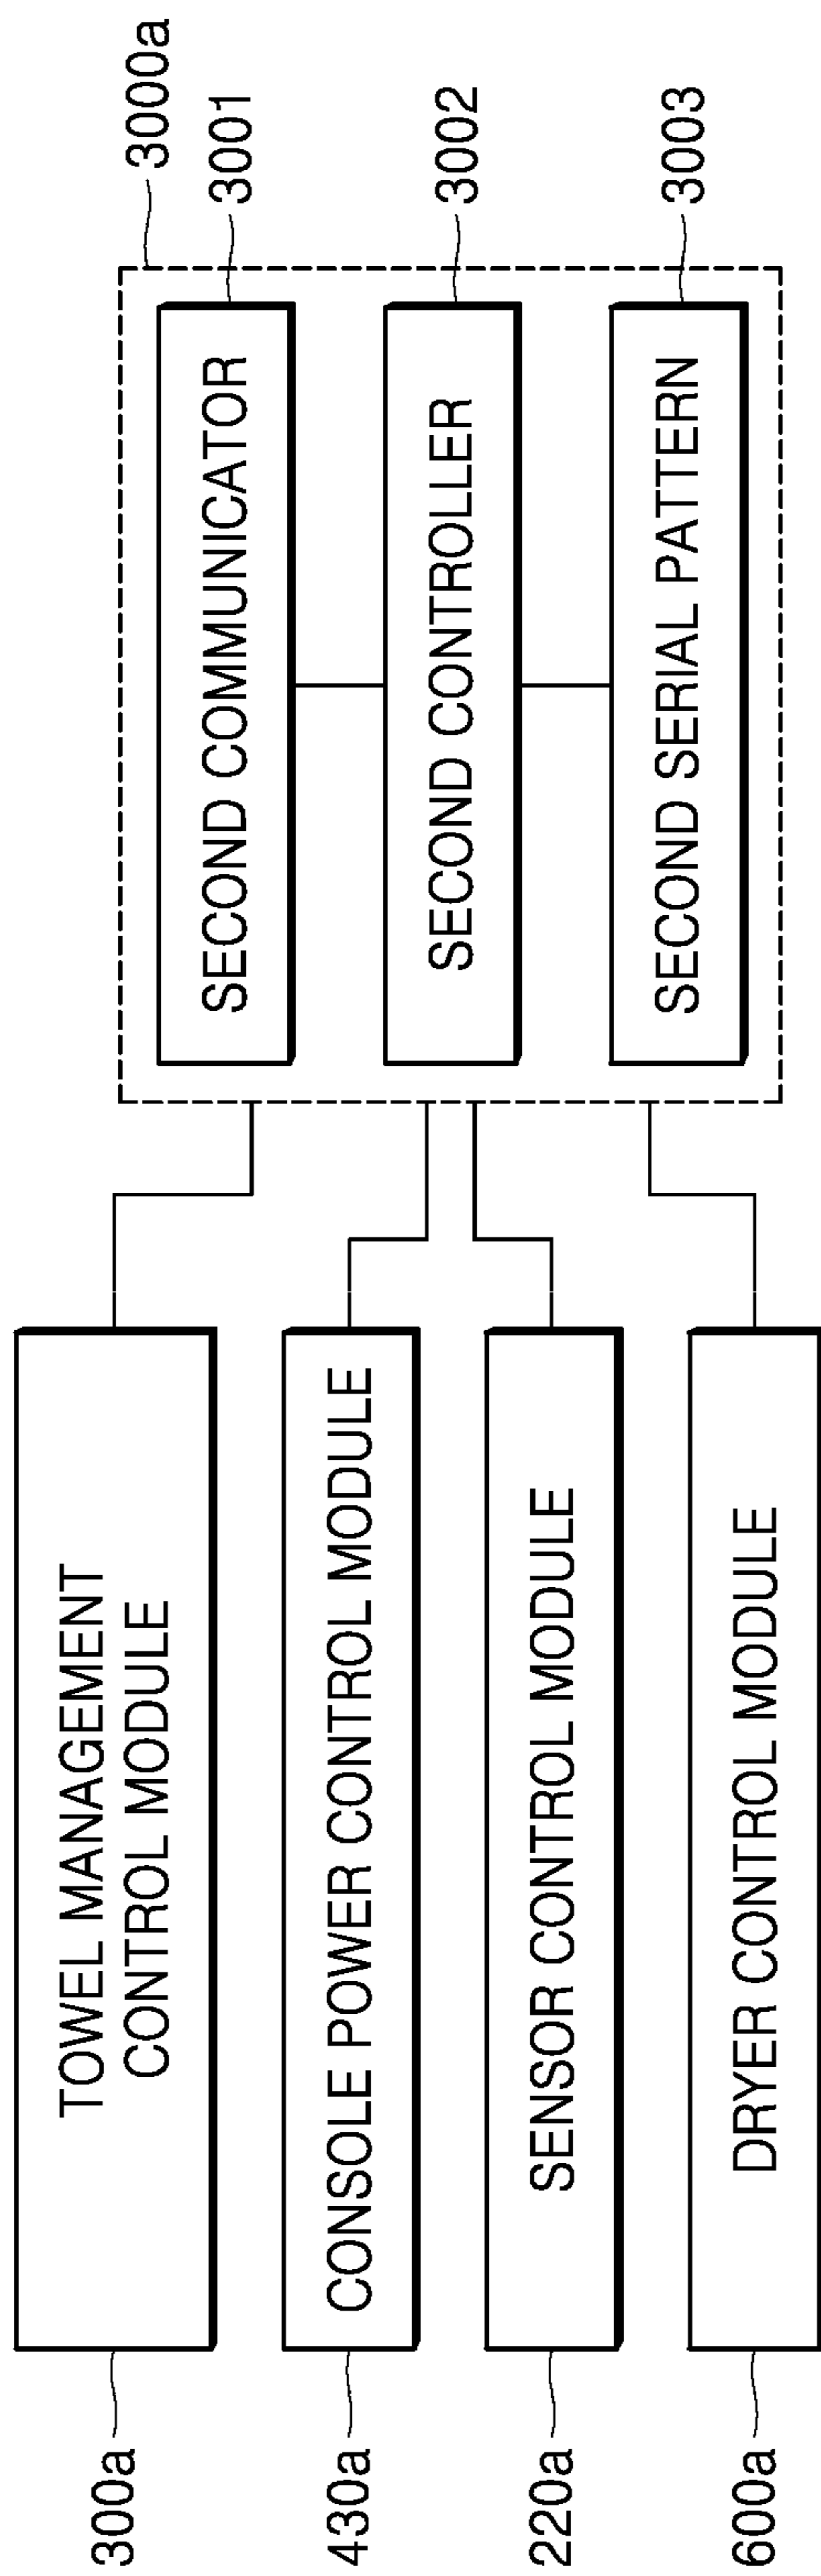 300a
TOWEL MANAGEMENT
CONTROL MODULE
430a
CONSOLE POWER CONTROL MODULE
220a
SENSOR CONTROL MODULE
600a
DRYER CONTROL MODULE
3000a
SECOND COMMUNICATOR
3001
SECOND CONTROLLER
3002
SECOND SERIAL PATTERN
3003